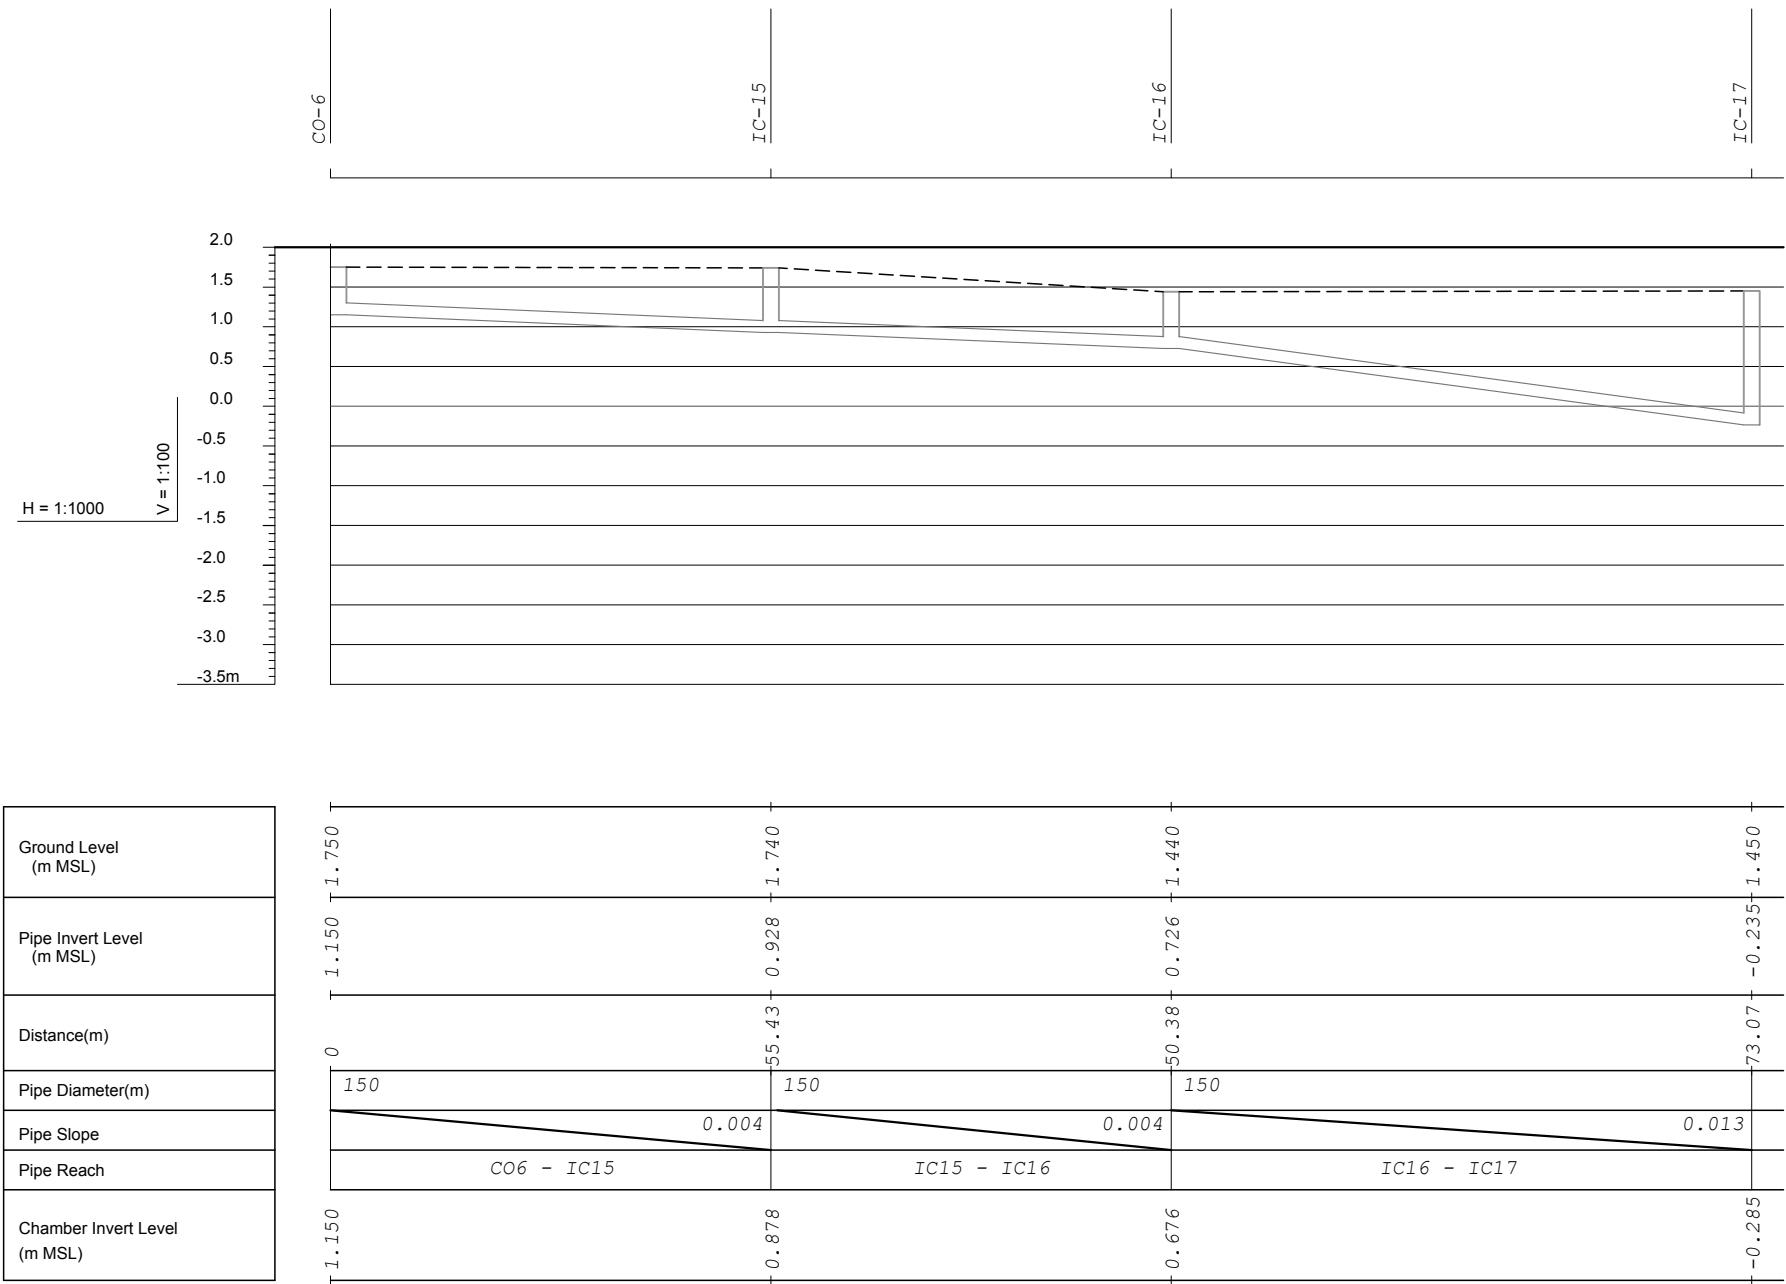 CO-6
IC-15
IC-16
IC-17
2.0
1.5
1.0
0.5
0.0
-0.5
-1.0
-1.5
-2.0
-2.5
-3.0
-3.5m
H = 1:1000
V = 1:100
Ground Level
(m MSL)
1.750
1.740
1.440
1.450
Pipe Invert Level
(m MSL)
1.150
0.928
0.726
-0.235
Distance(m)
0
55.43
50.38
73.07
Pipe Diameter(m)
150
150
150
Pipe Slope
0.004
0.004
0.013
Pipe Reach
CO6 - IC15
IC15 - IC16
IC16 - IC17
Chamber Invert Level
(m MSL)
1.150
0.878
0.676
-0.285